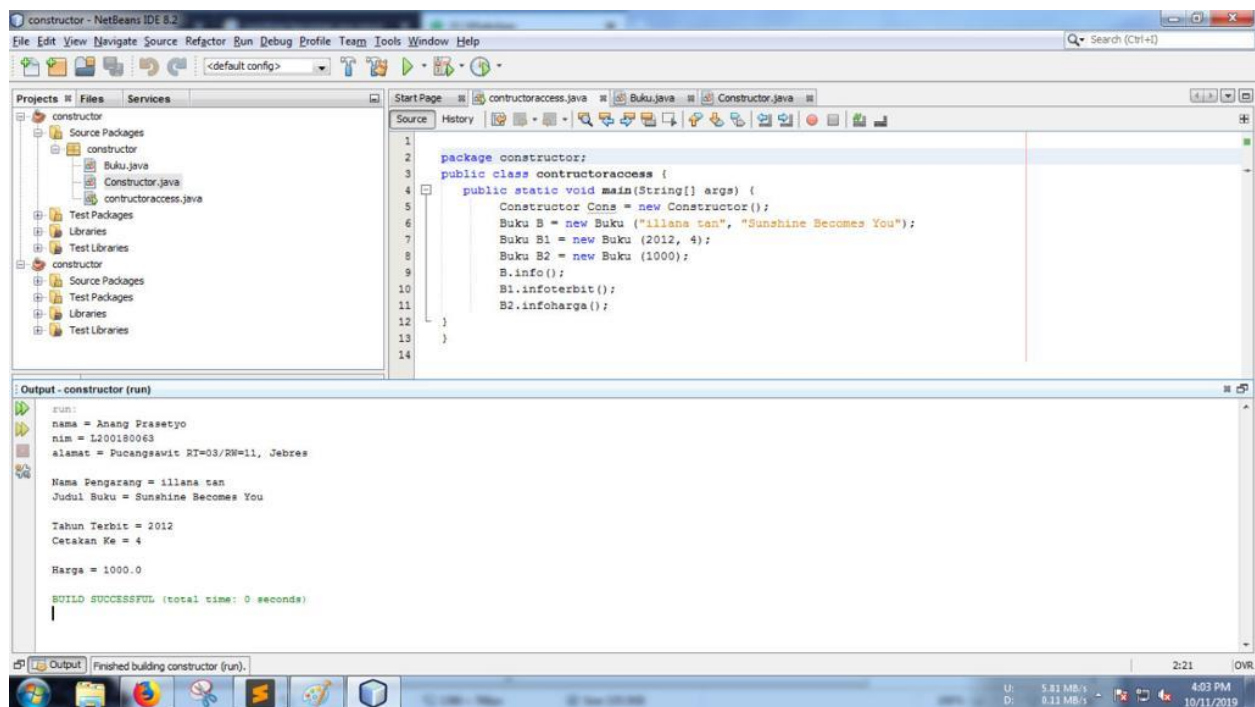 constructor - NetBeans IDE 8.2
File Edit View Navigate Source Refactor Run Debug Profile Team Tools Window Help
Search (Ctrl+I)
<default config>
Projects Files Services
constructor
Source Packages
constructor
Buku.java
Constructor.java
contructoraccess.java
Test Packages
Libraries
Test Libraries
constructor
Source Packages
Test Packages
Libraries
Test Libraries
Start Page contructoraccess.java Buku.java Constructor.java
Source History
1
2 package constructor;
3 public class contructoraccess {
4 public static void main(String[] args) {
5 Constructor Cons = new Constructor();
6 Buku B = new Buku ("illana tan", "Sunshine Becomes You");
7 Buku B1 = new Buku (2012, 4);
8 Buku B2 = new Buku (1000);
9 B.info();
10 B1.infoterbit();
11 B2.infoharga();
12 }
13 }
14
Output - constructor (run)
run:
nama = Anang Prasetyo
nim = L200180063
alamat = Pucangsawit RT=03/RW=11, Jebres
Nama Pengarang = illana tan
Judul Buku = Sunshine Becomes You
Tahun Terbit = 2012
Cetakan Ke = 4
Harga = 1000.0
BUILD SUCCESSFUL (total time: 0 seconds)
Output Finished building constructor (run).
2:21 OVR
U: 5.81 MB/s
D: 0.11 MB/s
4:03 PM
10/11/2019